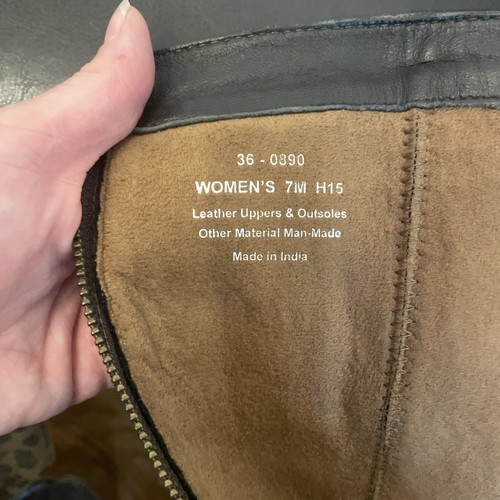 36 - 0890
WOMEN'S 7M H15
Leather Uppers & Outsoles
Other Material Man-Made
Made in India